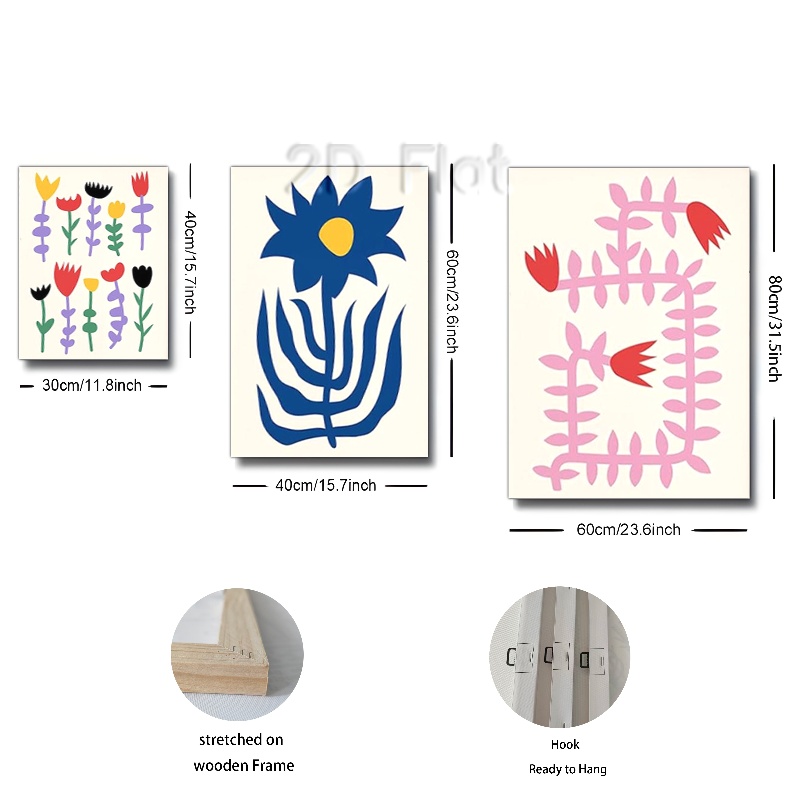 2D Flat
40cm/15.7inch
30cm/11.8inch
60cm/23.6inch
40cm/15.7inch
80cm/31.5inch
60cm/23.6inch
stretched on
wooden Frame
Hook
Ready to Hang